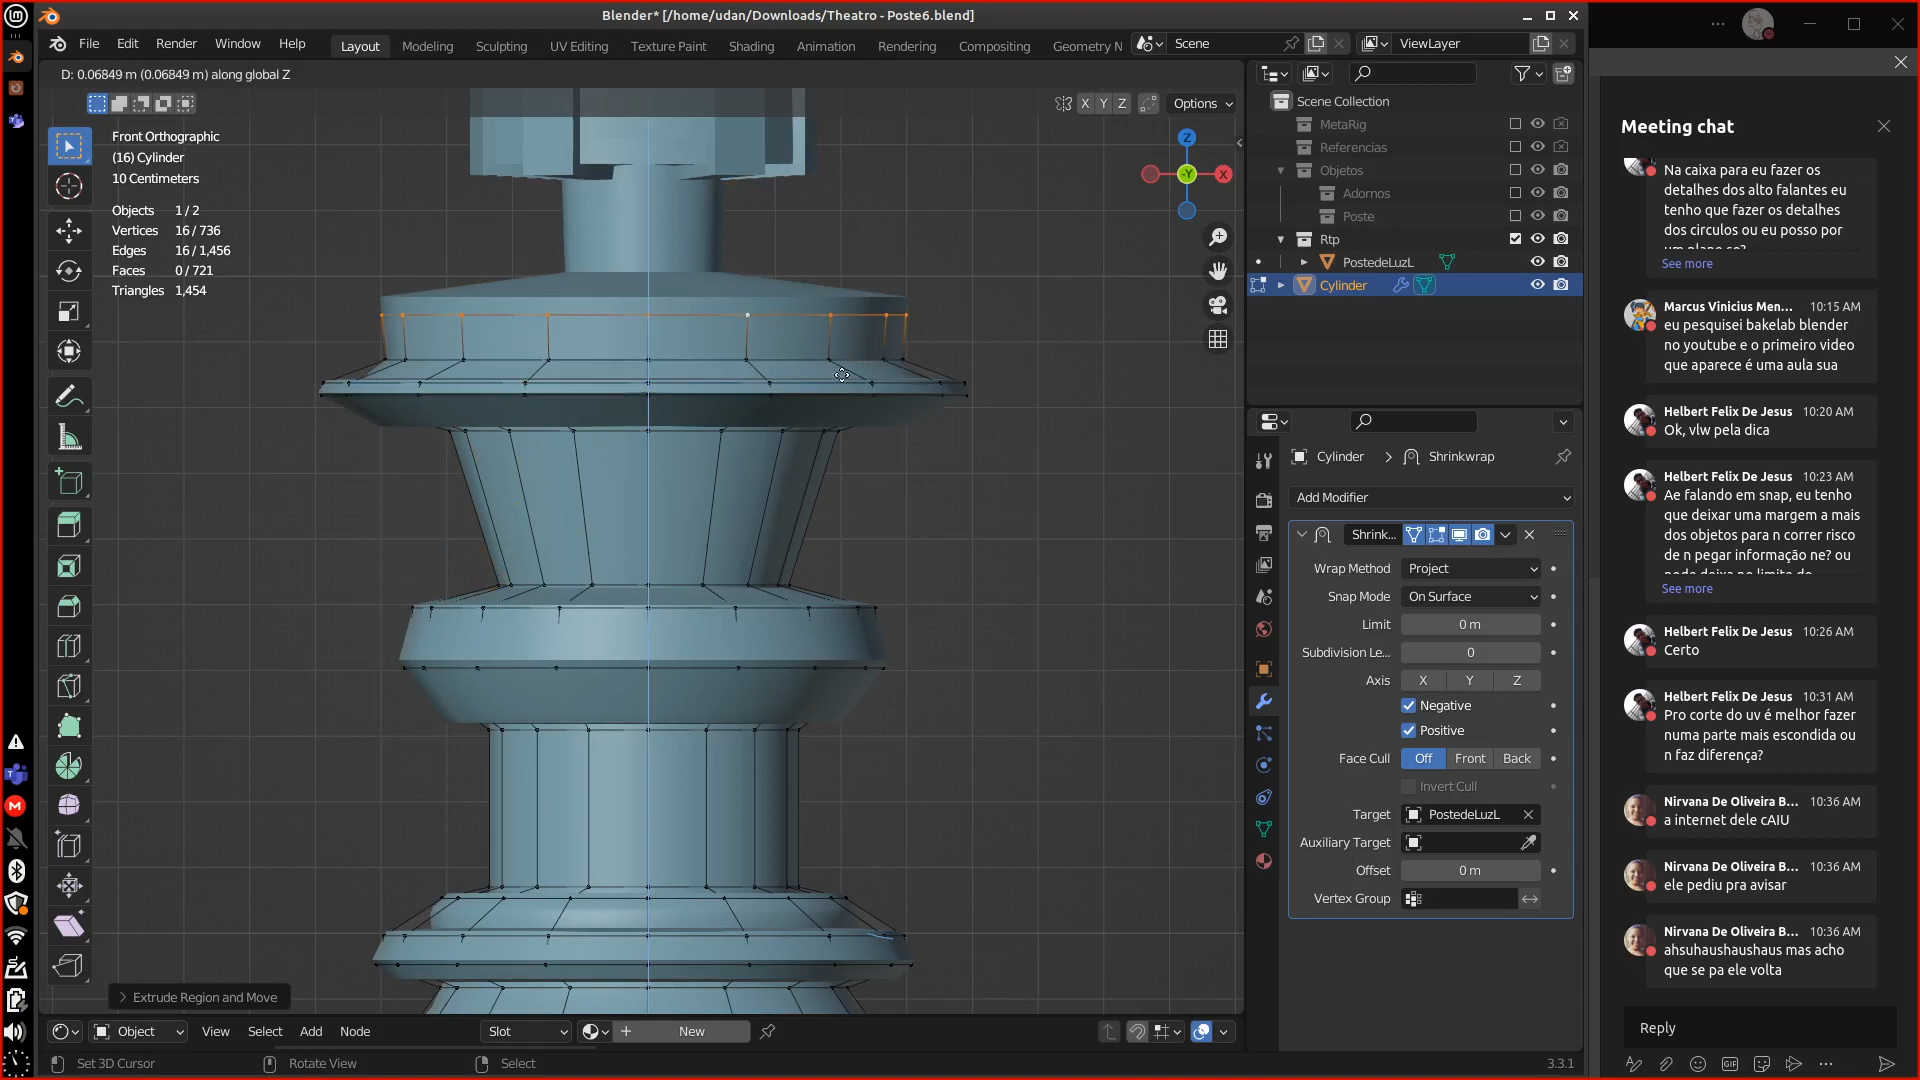 Blender* [/home/udan/Downloads/Theatro - Poste6.blend]
File Edit Render Window Help
Layout Modeling Sculpting UV Editing Texture Paint Shading Animation Rendering Compositing Geometry N
Scene
ViewLayer
D: 0.06849 m (0.06849 m) along global Z
X Y Z
Options
Front Orthographic
(16) Cylinder
10 Centimeters
Objects 1 / 2
Vertices 16 / 736
Edges 16 / 1,456
Faces 0 / 721
Triangles 1,454
Z
X
-Y
Extrude Region and Move
Object View Select Add Node
Slot
New
Set 3D Cursor
Rotate View
Select
3.3.1
Scene Collection
MetaRig
Referencias
Objetos
Adornos
Poste
Rtp
PostedeLuzL
Cylinder
Cylinder > Shrinkwrap
Add Modifier
Shrink...
Wrap Method Project
Snap Mode On Surface
Limit 0 m
Subdivision Le... 0
Axis X Y Z
Negative
Positive
Face Cull Off Front Back
Invert Cull
Target PostedeLuzL
Auxiliary Target
Offset 0 m
Vertex Group
Meeting chat
Na caixa para eu fazer os
detalhes dos alto falantes eu
tenho que fazer os detalhes
dos circulos ou eu posso por
um plano so?
See more
Marcus Vinicius Men... 10:15 AM
eu pesquisei bakelab blender
no youtube e o primeiro video
que aparece é uma aula sua
Helbert Felix De Jesus 10:20 AM
Ok, vlw pela dica
Helbert Felix De Jesus 10:23 AM
Ae falando em snap, eu tenho
que deixar uma margem a mais
dos objetos para n correr risco
de n pegar informação ne? ou
pode deixa no limite do
See more
Helbert Felix De Jesus 10:26 AM
Certo
Helbert Felix De Jesus 10:31 AM
Pro corte do uv é melhor fazer
numa parte mais escondida ou
n faz diferença?
Nirvana De Oliveira B... 10:36 AM
a internet dele cAIU
Nirvana De Oliveira B... 10:36 AM
ele pediu pra avisar
Nirvana De Oliveira B... 10:36 AM
ahsuhaushaushaus mas acho
que se pa ele volta
Reply
GIF